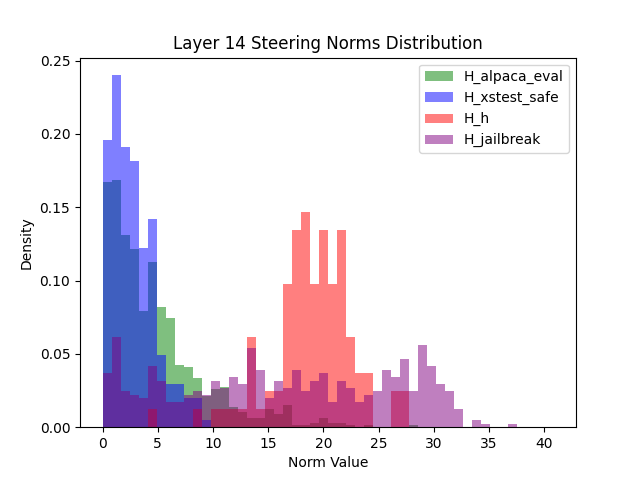 Layer 14 Steering Norms Distribution
H_alpaca_eval
H_xstest_safe
H_h
H_jailbreak
Density
0.25
0.20
0.15
0.10
0.05
0.00
0 5 10 15 20 25 30 35 40
Norm Value